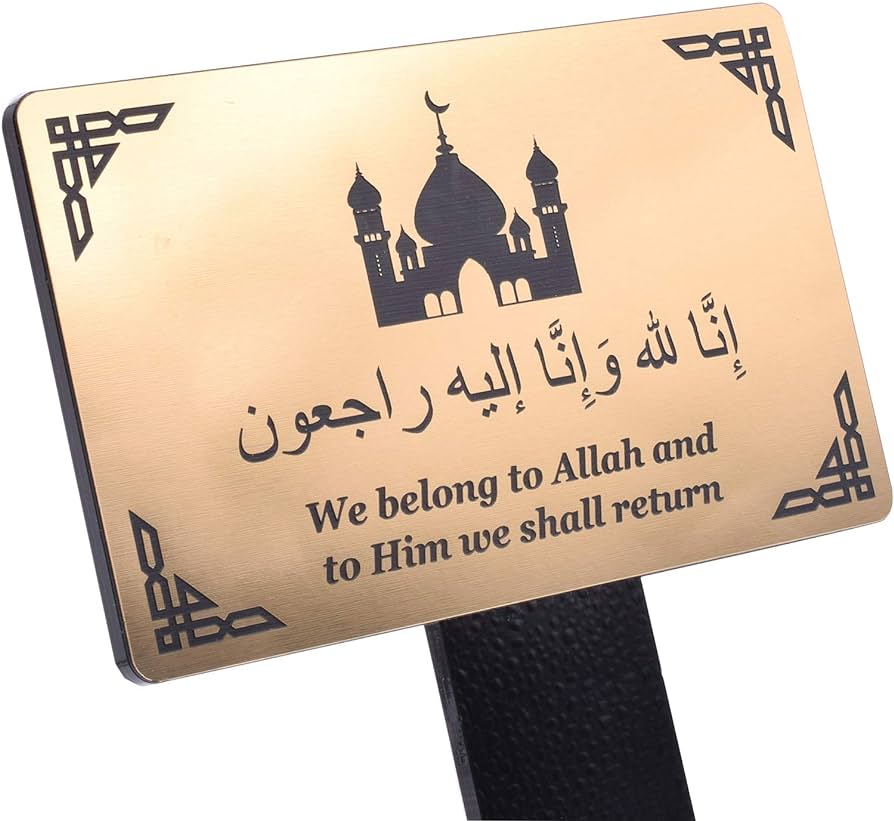 إِنَّا لله وَإِنَّا إليه راجعون
We belong to Allah and
to Him we shall return